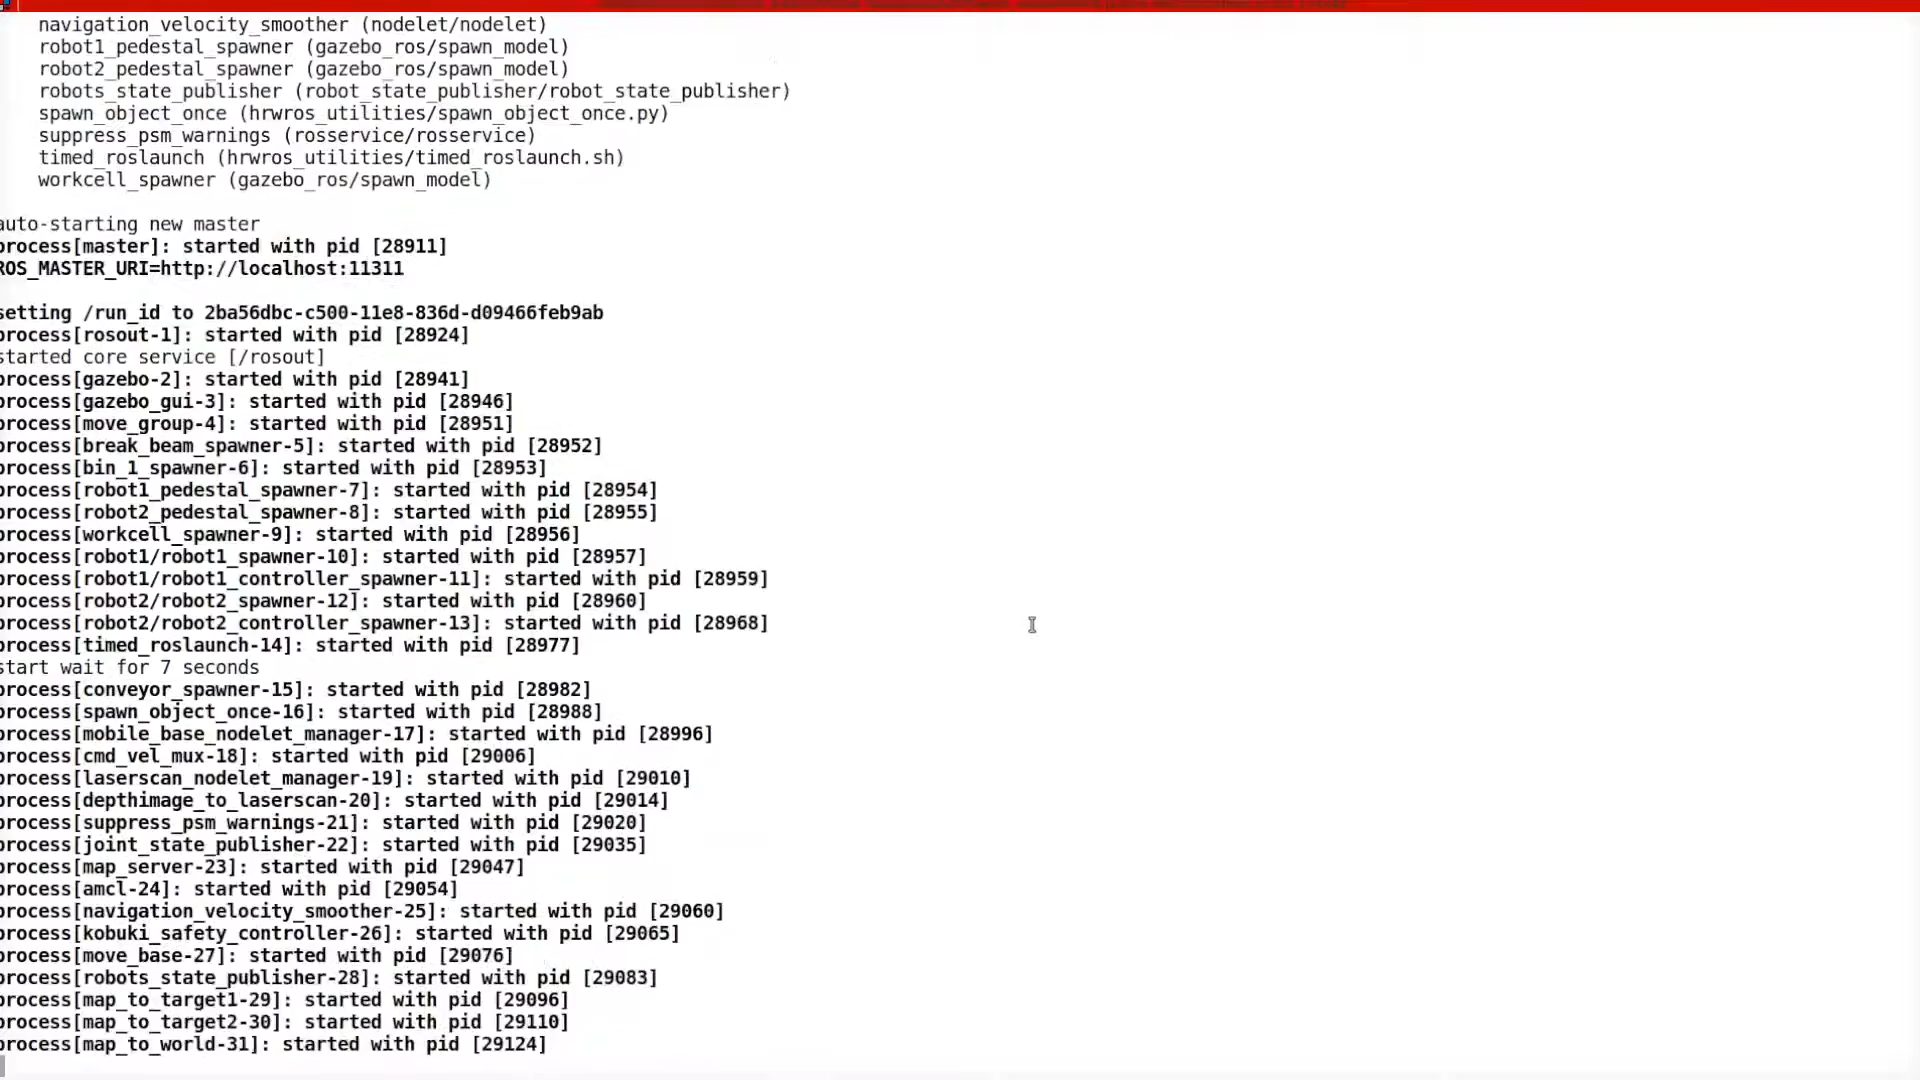 navigation_velocity_smoother (nodelet/nodelet)
robot1_pedestal_spawner (gazebo_ros/spawn_model)
robot2_pedestal_spawner (gazebo_ros/spawn_model)
robots_state_publisher (robot_state_publisher/robot_state_publisher)
spawn_object_once (hrwros_utilities/spawn_object_once.py)
suppress_psm_warnings (rosservice/rosservice)
timed_roslaunch (hrwros_utilities/timed_roslaunch.sh)
workcell_spawner (gazebo_ros/spawn_model)
auto-starting new master
process[master]: started with pid [28911]
ROS_MASTER_URI=http://localhost:11311
setting /run_id to 2ba56dbc-c500-11e8-836d-d09466feb9ab
process[rosout-1]: started with pid [28924]
started core service [/rosout]
process[gazebo-2]: started with pid [28941]
process[gazebo_gui-3]: started with pid [28946]
process[move_group-4]: started with pid [28951]
process[break_beam_spawner-5]: started with pid [28952]
process[bin_1_spawner-6]: started with pid [28953]
process[robot1_pedestal_spawner-7]: started with pid [28954]
process[robot2_pedestal_spawner-8]: started with pid [28955]
process[workcell_spawner-9]: started with pid [28956]
process[robot1/robot1_spawner-10]: started with pid [28957]
process[robot1/robot1_controller_spawner-11]: started with pid [28959]
process[robot2/robot2_spawner-12]: started with pid [28960]
process[robot2/robot2_controller_spawner-13]: started with pid [28968]
process[timed_roslaunch-14]: started with pid [28977]
start wait for 7 seconds
process[conveyor_spawner-15]: started with pid [28982]
process[spawn_object_once-16]: started with pid [28988]
process[mobile_base_nodelet_manager-17]: started with pid [28996]
process[cmd_vel_mux-18]: started with pid [29006]
process[laserscan_nodelet_manager-19]: started with pid [29010]
process[depthimage_to_laserscan-20]: started with pid [29014]
process[suppress_psm_warnings-21]: started with pid [29020]
process[joint_state_publisher-22]: started with pid [29035]
process[map_server-23]: started with pid [29047]
process[amcl-24]: started with pid [29054]
process[navigation_velocity_smoother-25]: started with pid [29060]
process[kobuki_safety_controller-26]: started with pid [29065]
process[move_base-27]: started with pid [29076]
process[robots_state_publisher-28]: started with pid [29083]
process[map_to_target1-29]: started with pid [29096]
process[map_to_target2-30]: started with pid [29110]
process[map_to_world-31]: started with pid [29124]